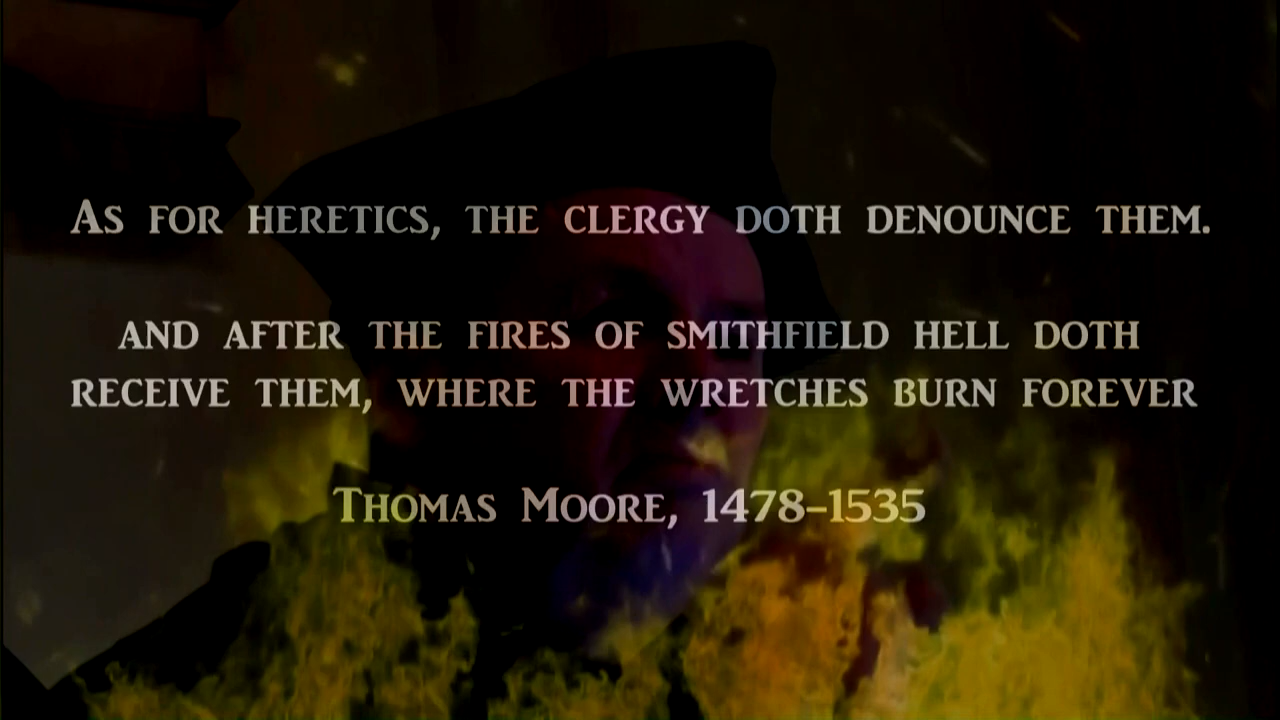 As for heretics, the clergy doth denounce them.
and after the fires of smithfield hell doth
receive them, where the wretches burn forever
Thomas Moore, 1478-1535